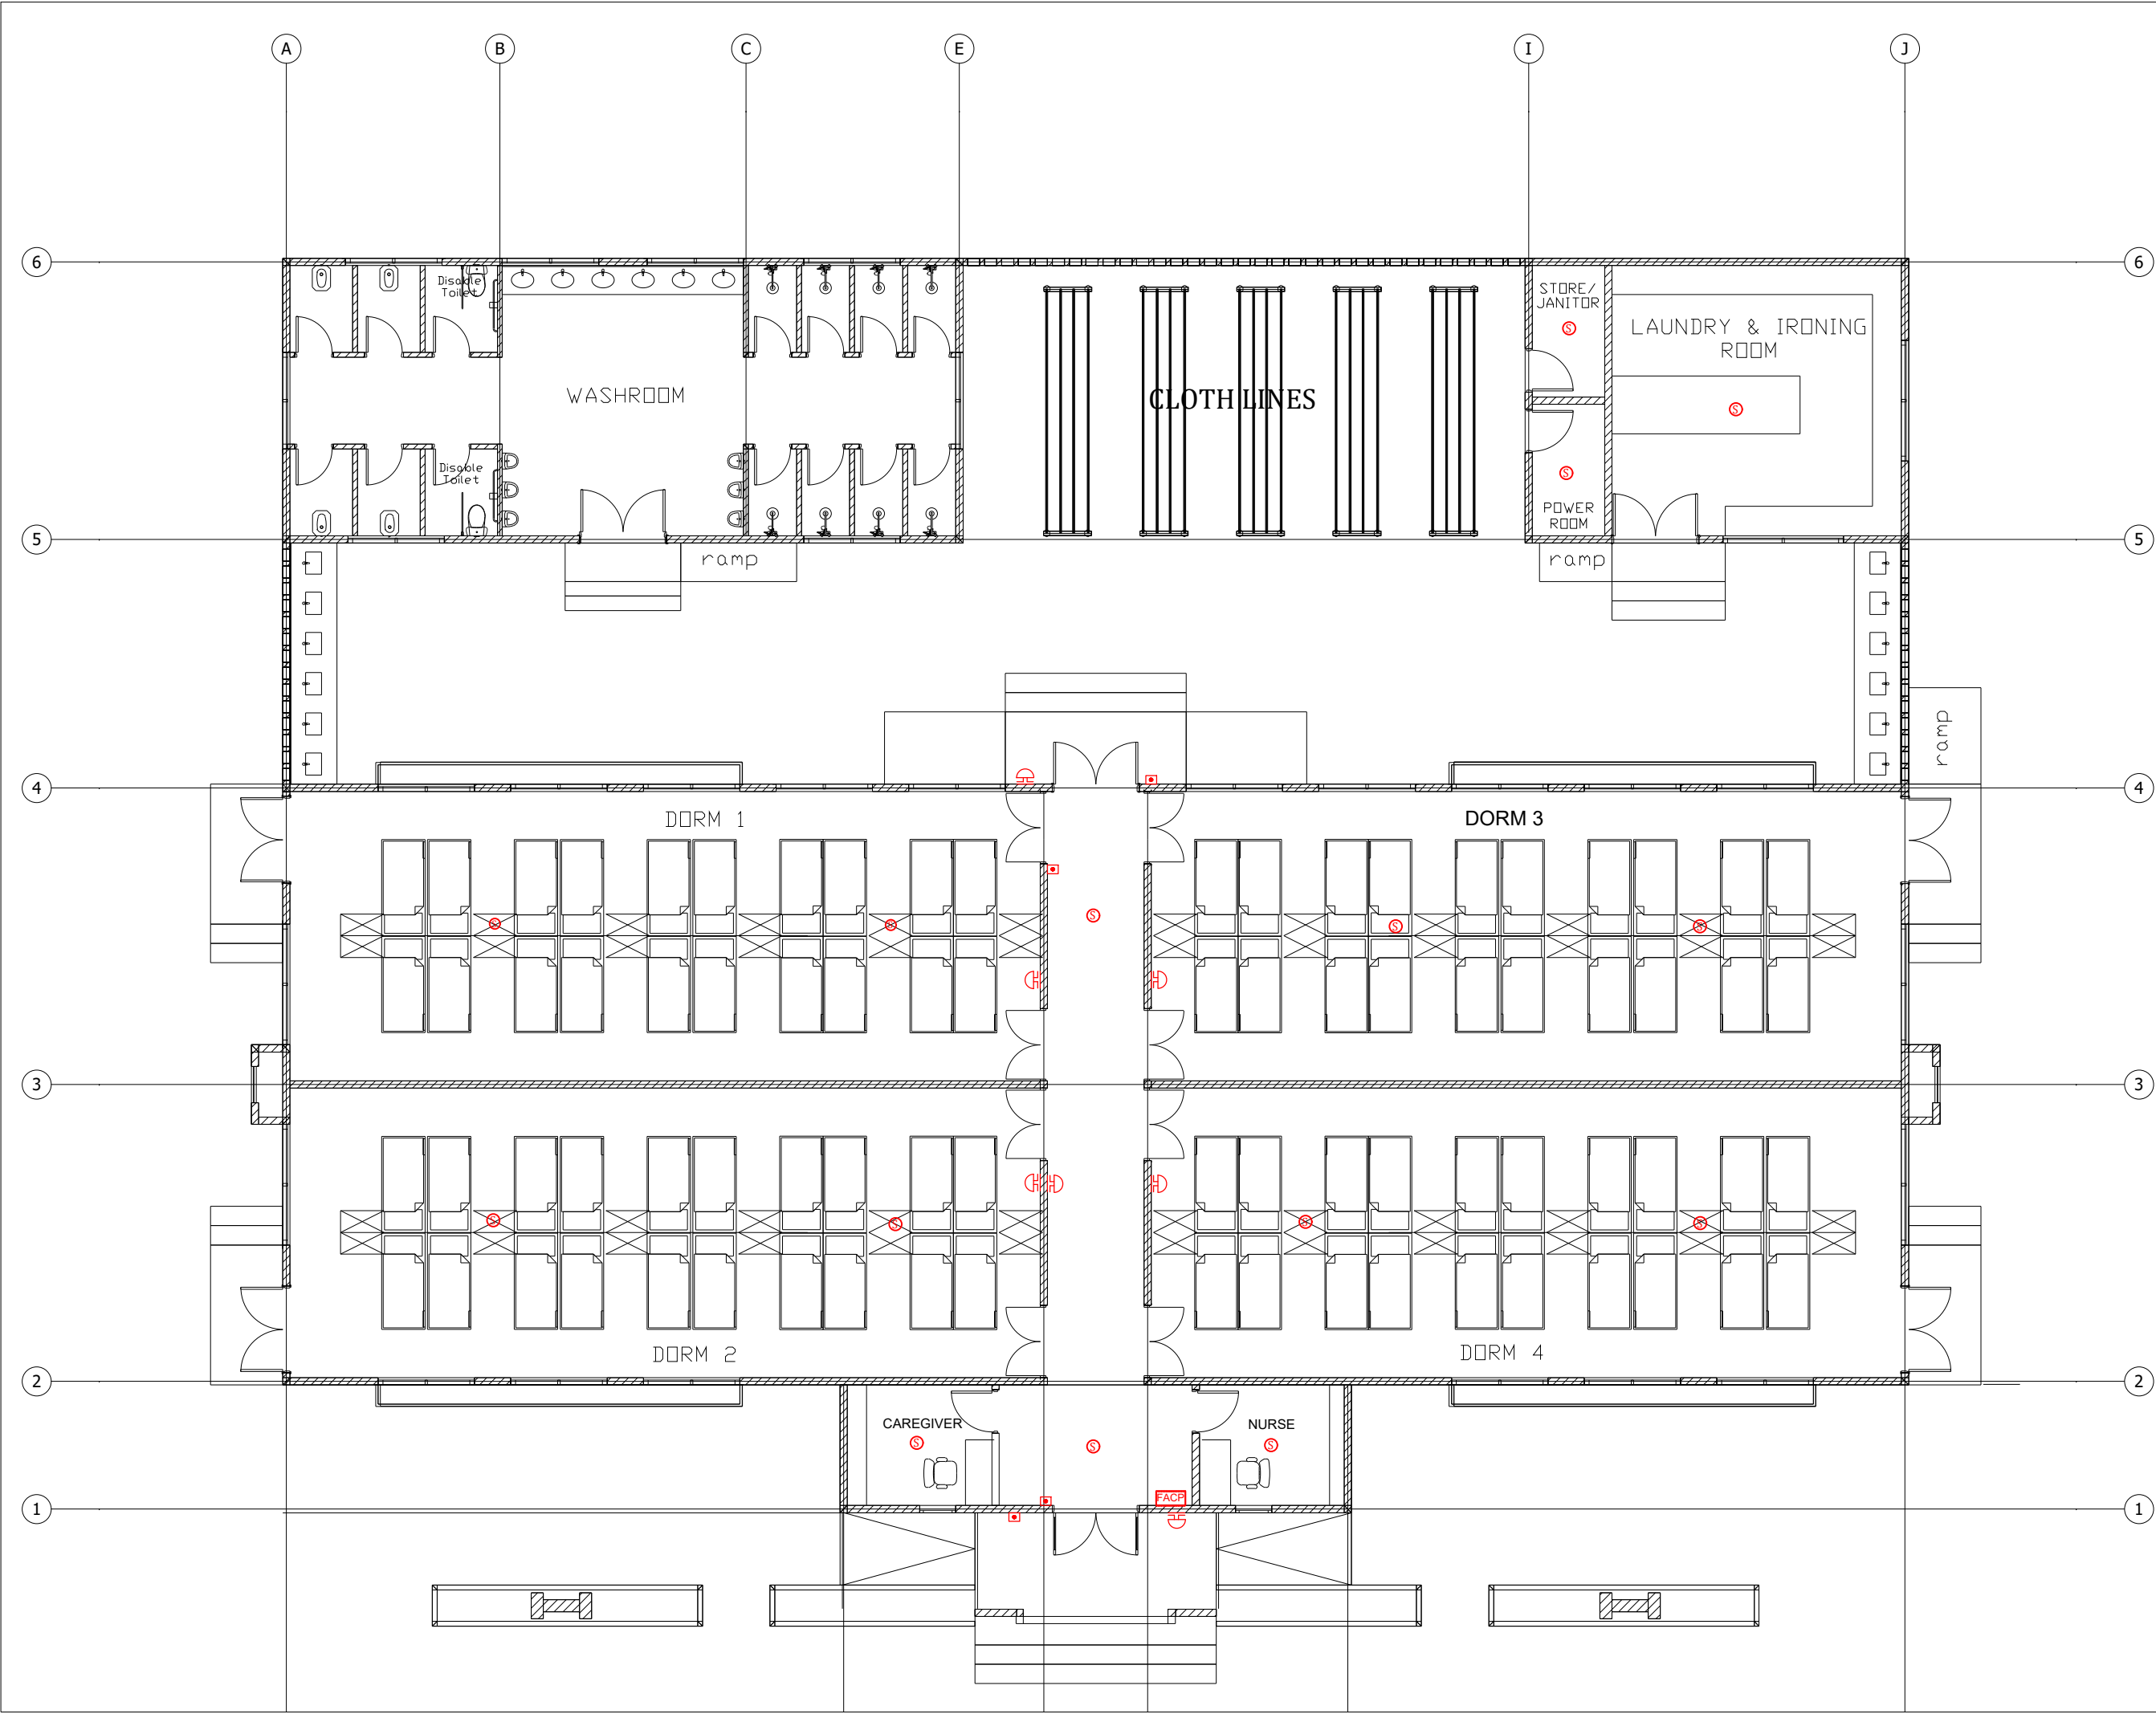 A
B
C
E
I
J
6
6
Disable
Toilet
STORE/
JANITOR
S
LAUNDRY & IRONING
ROOM
WASHROOM
CLOTH LINES
S
Disable
Toilet
S
POWER
ROOM
5
5
ramp
ramp
ramp
4
4
DORM 1
DORM 3
S
S
S
S
S
3
3
S
S
S
S
DORM 2
DORM 4
2
2
CAREGIVER
NURSE
S
S
S
FACP
1
1